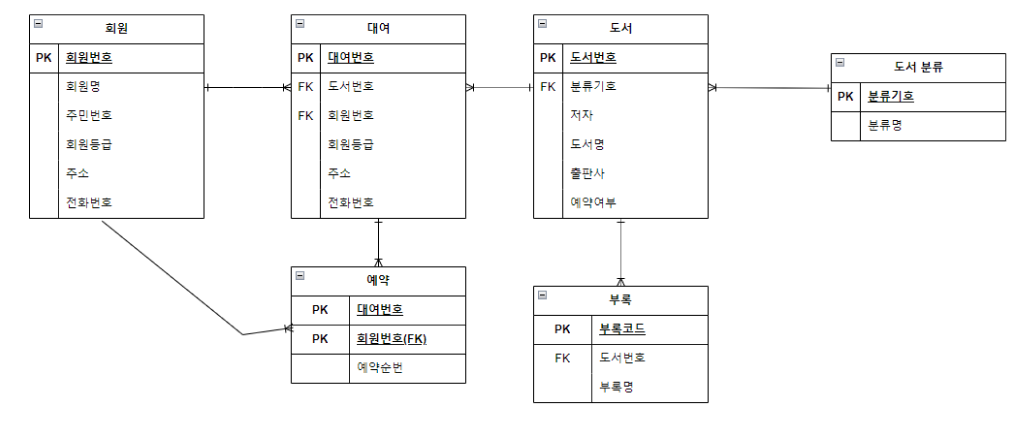 회원
PK 회원번호
회원명
주민번호
회원등급
주소
전화번호
대여
PK 대여번호
FK 도서번호
FK 회원번호
회원등급
주소
전화번호
도서
PK 도서번호
FK 분류기호
저자
도서명
출판사
예약여부
도서 분류
PK 분류기호
분류명
예약
PK 대여번호
PK 회원번호(FK)
예약순번
부록
PK 부록코드
FK 도서번호
부록명